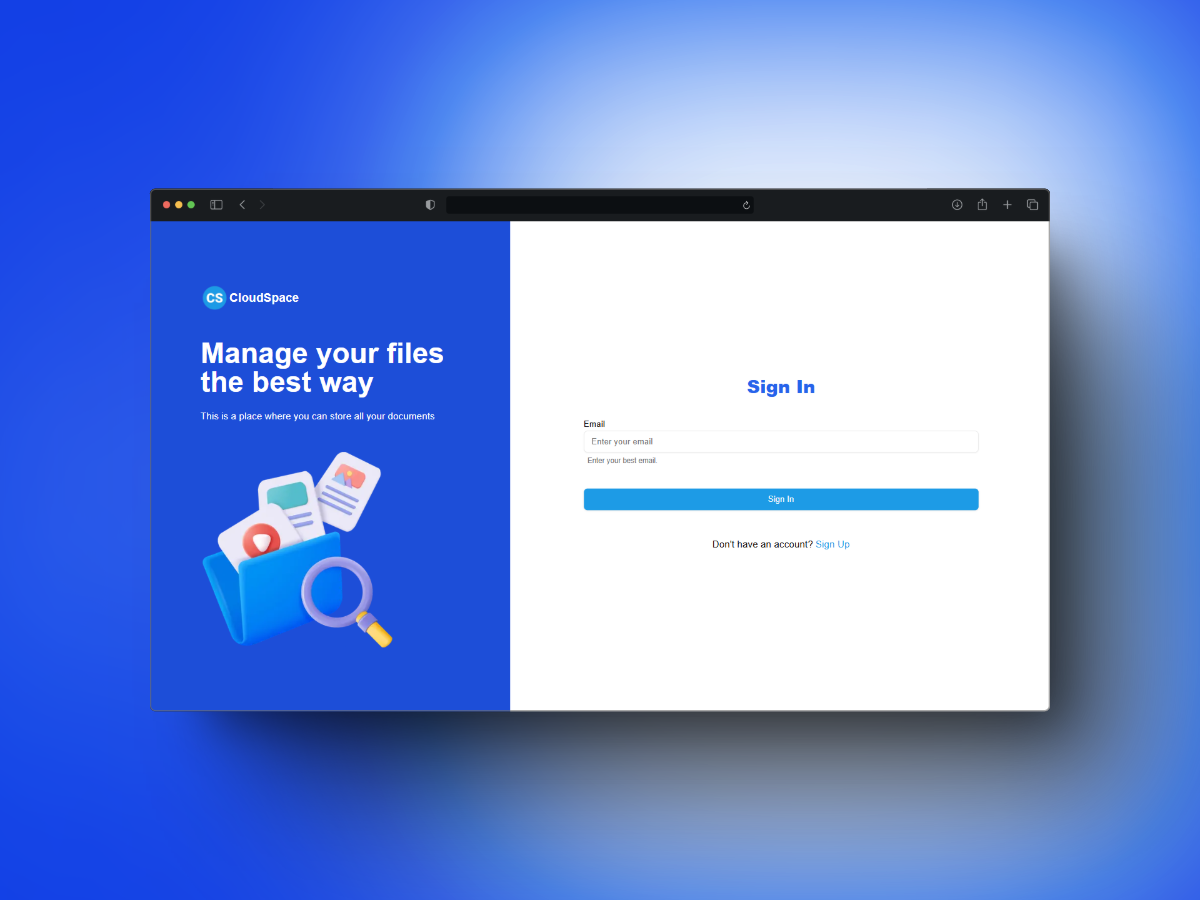 CS CloudSpace
Manage your files
the best way
This is a place where you can store all your documents
Sign In
Email
Enter your email
Enter your best email.
Sign In
Don't have an account? Sign Up